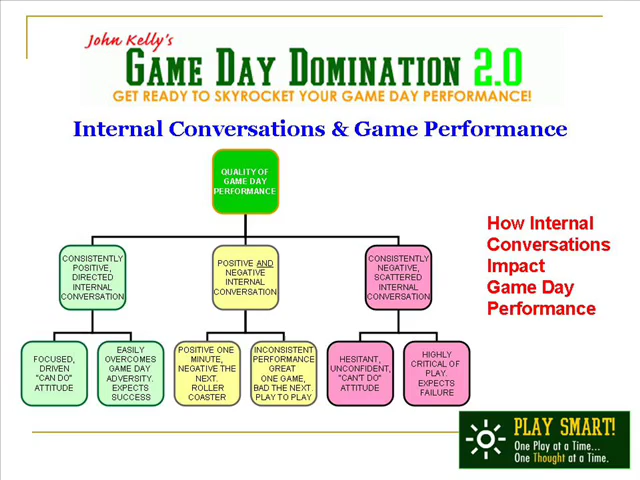 John Kelly's
GAME DAY DOMINATION 2.0
GET READY TO SKYROCKET YOUR GAME DAY PERFORMANCE!
Internal Conversations & Game Performance
QUALITY OF
GAME DAY
PERFORMANCE
How Internal
Conversations
Impact
Game Day
Performance
CONSISTENTLY
POSITIVE,
DIRECTED
INTERNAL
CONVERSATION
POSITIVE AND
NEGATIVE
INTERNAL
CONVERSATION
CONSISTENTLY
NEGATIVE,
SCATTERED
INTERNAL
CONVERSATION
FOCUSED,
DRIVEN
"CAN DO"
ATTITUDE
EASILY
OVERCOMES
GAME DAY
ADVERSITY.
EXPECTS
SUCCESS
POSITIVE ONE
MINUTE,
NEGATIVE THE
NEXT.
ROLLER
COASTER
INCONSISTENT
PERFORMANCE
GREAT
ONE GAME,
BAD THE NEXT.
PLAY TO PLAY
HESITANT,
UNCONFIDENT,
"CAN'T DO"
ATTITUDE
HIGHLY
CRITICAL OF
PLAY.
EXPECTS
FAILURE
PLAY SMART!
One Play at a Time...
One Thought at a Time.